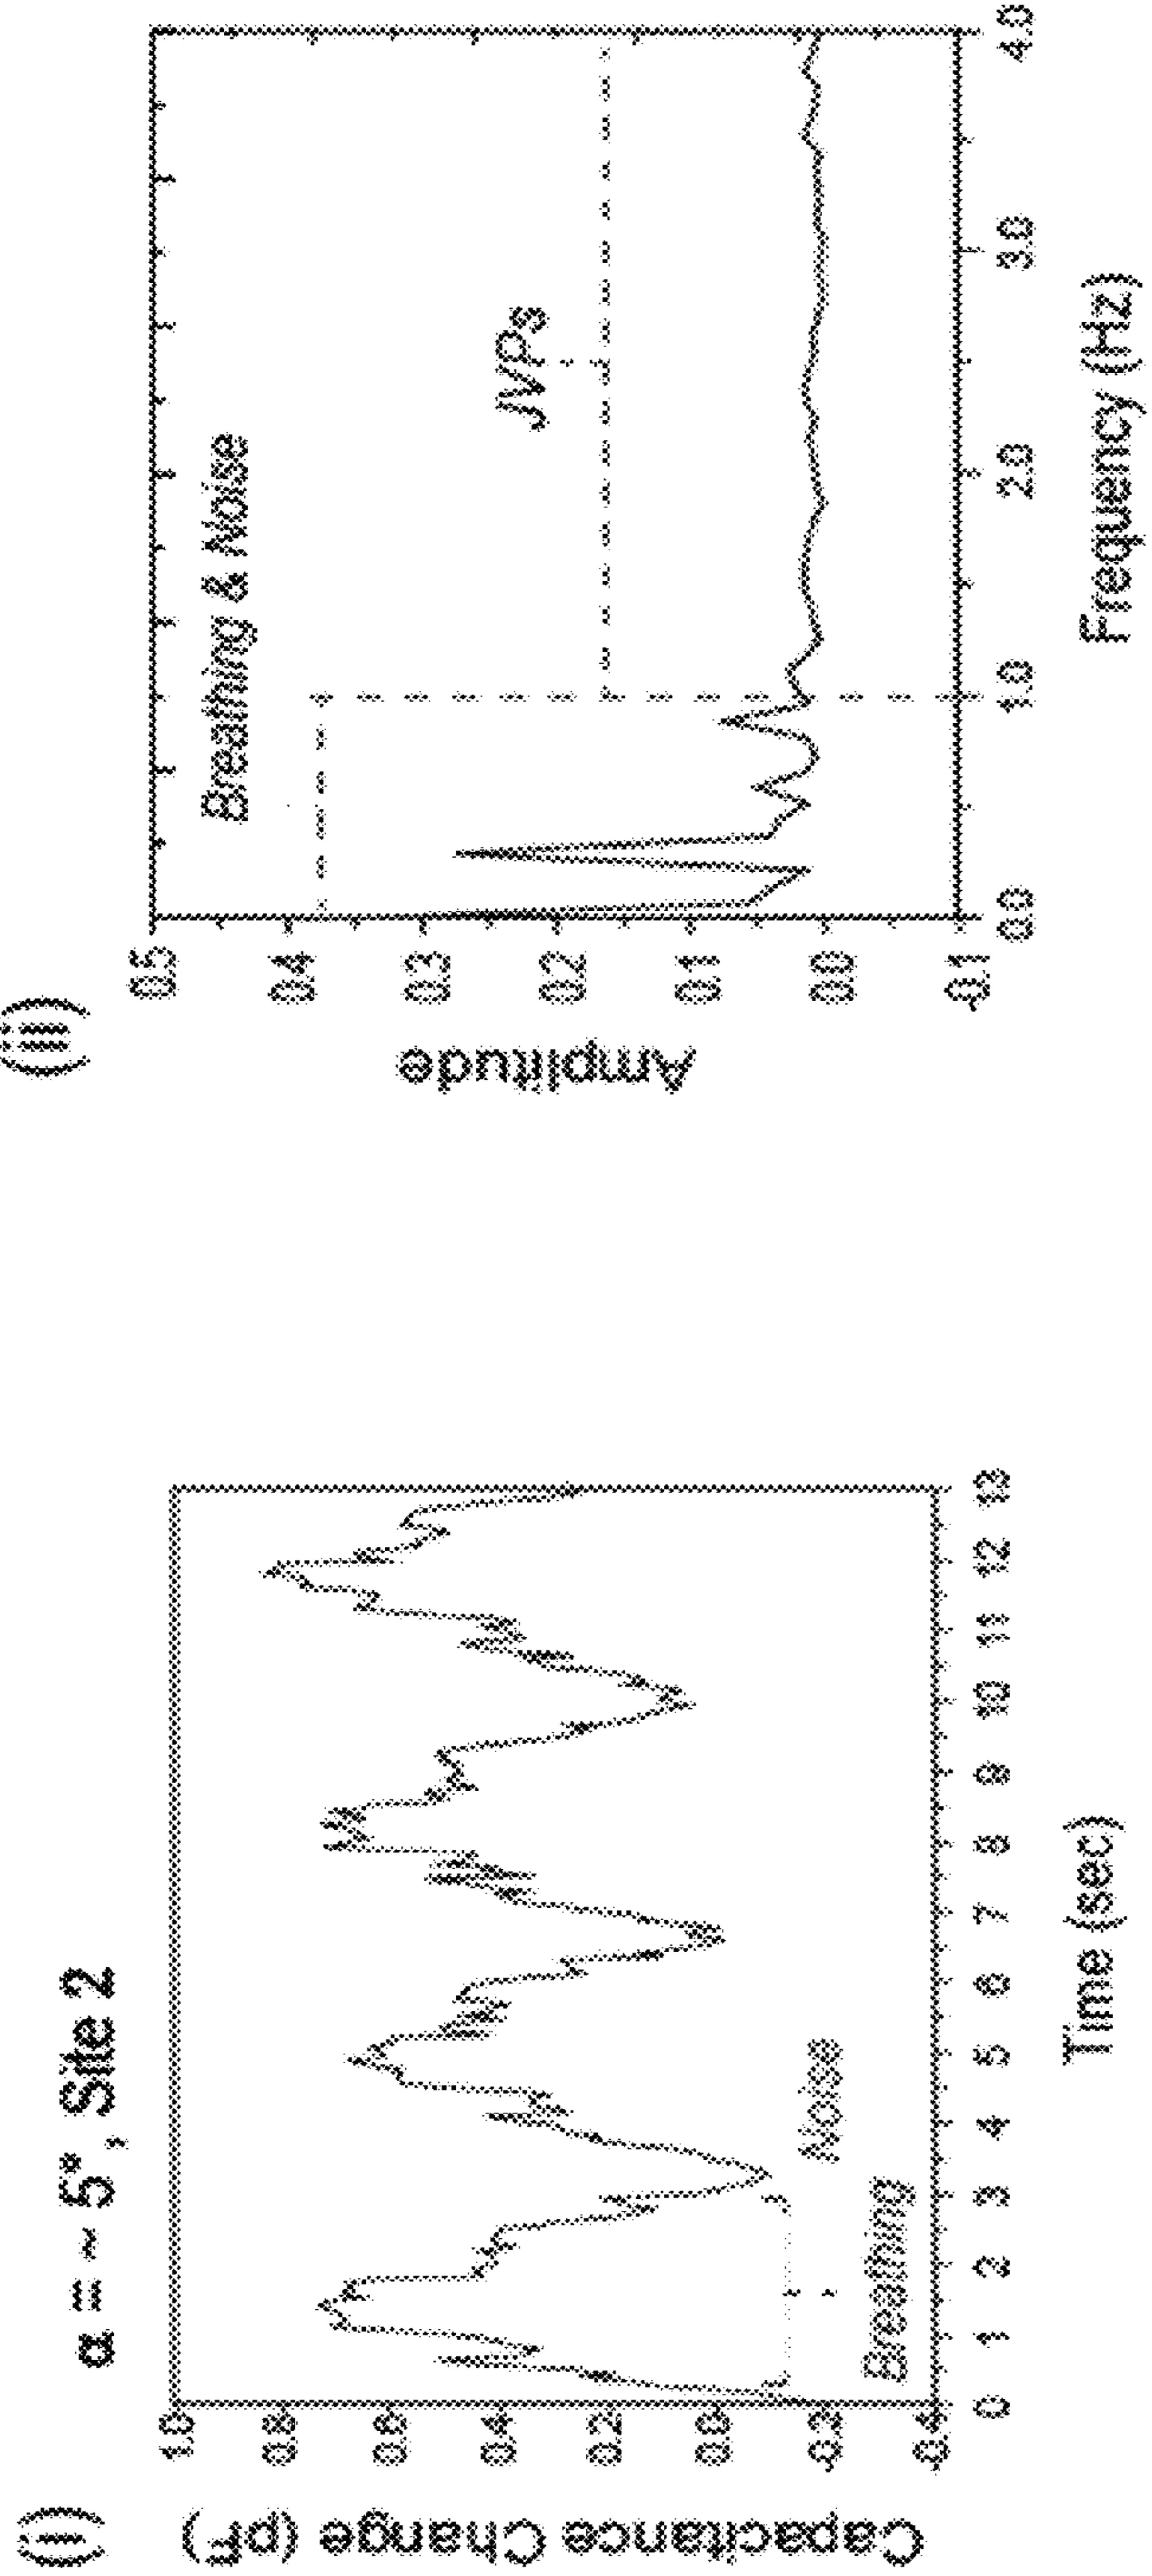 (i)
α = ~ 5°, Site 2
Capacitance Change (pF)
1.0
0.8
0.6
0.4
0.2
0.0
-0.2
-0.4
Noise
Breathing
0 1 2 3 4 5 6 7 8 9 10 11 12 13
Time (sec)
(ii)
Amplitude
0.5
0.4
0.3
0.2
0.1
0.0
-0.1
Breathing & Noise
JVPs
0.0 1.0 2.0 3.0 4.0
Frequency (Hz)